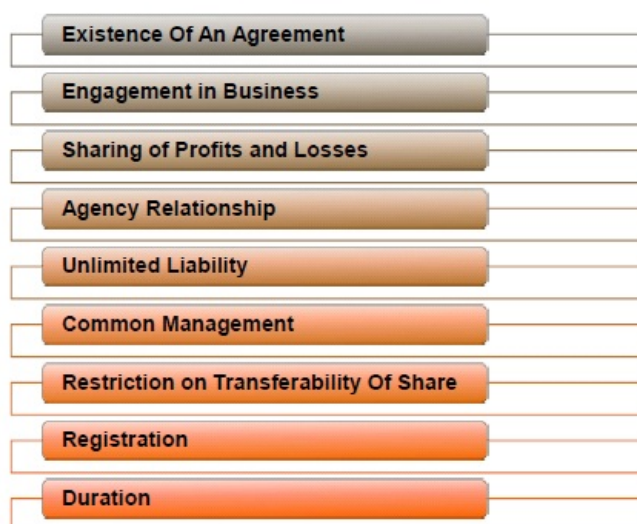 Existence Of An Agreement
Engagement in Business
Sharing of Profits and Losses
Agency Relationship
Unlimited Liability
Common Management
Restriction on Transferability Of Share
Registration
Duration